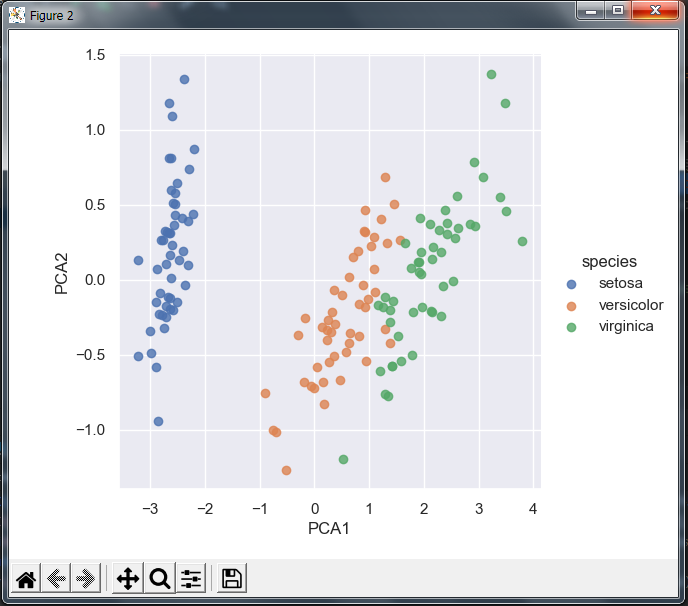 Figure 2
1.5
1.0
0.5
0.0
−0.5
−1.0
PCA2
−3 −2 −1 0 1 2 3 4
PCA1
species
setosa
versicolor
virginica